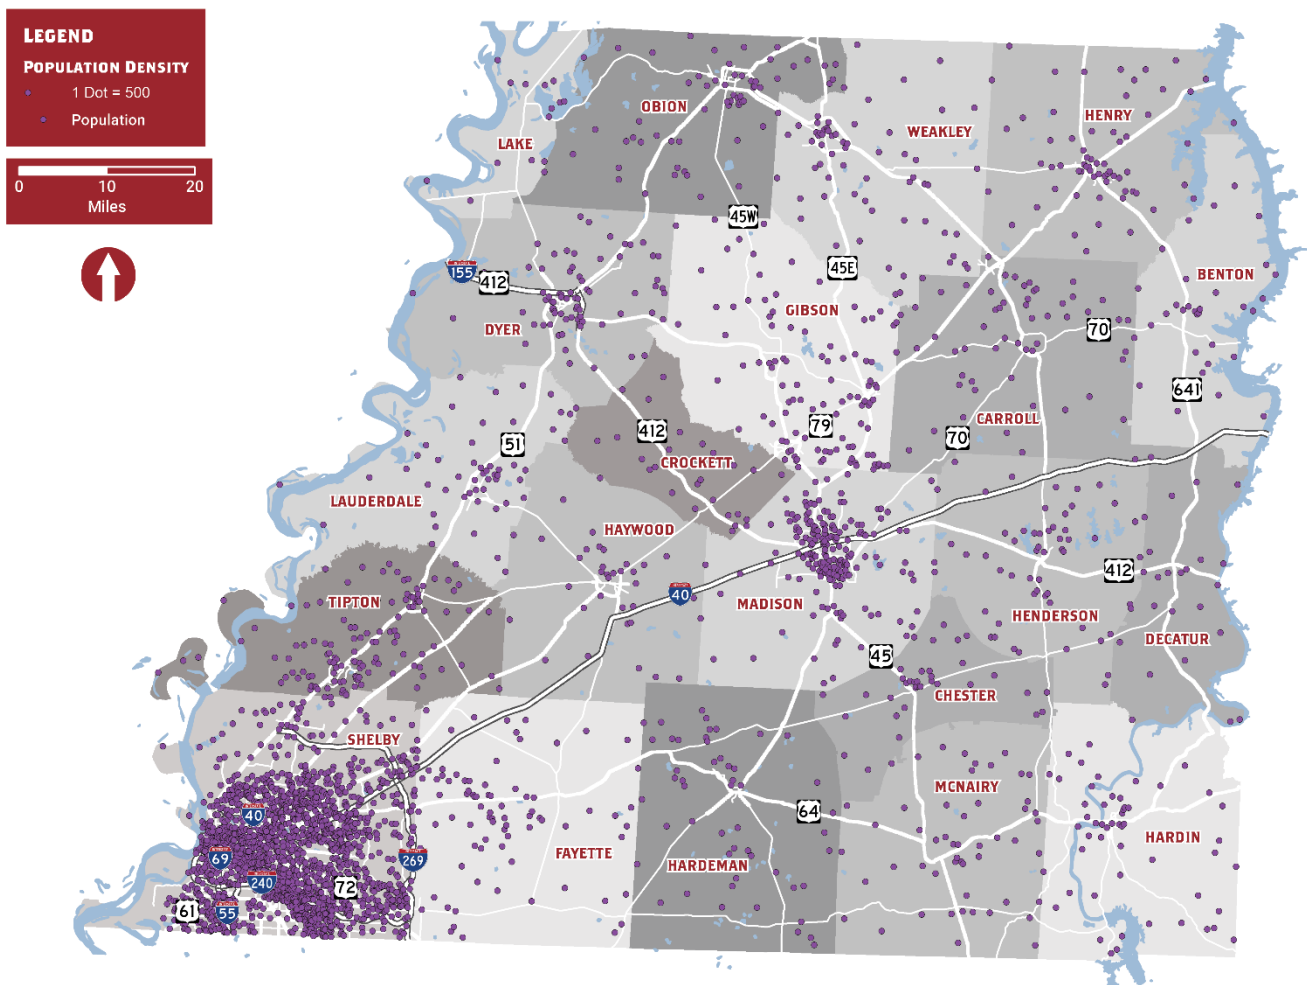 LEGEND
POPULATION DENSITY
1 Dot = 500
Population
0 10 20
Miles
OBION
HENRY
WEAKLEY
LAKE
45W
BENTON
45E
155
412
GIBSON
DYER
70
641
CARROLL
79
412
70
51
CROCKETT
LAUDERDALE
HAYWOOD
412
40
TIPTON
MADISON
HENDERSON
DECATUR
45
CHESTER
SHELBY
MCNAIRY
64
40
HARDIN
FAYETTE
69
269
HARDEMAN
240
72
61
55